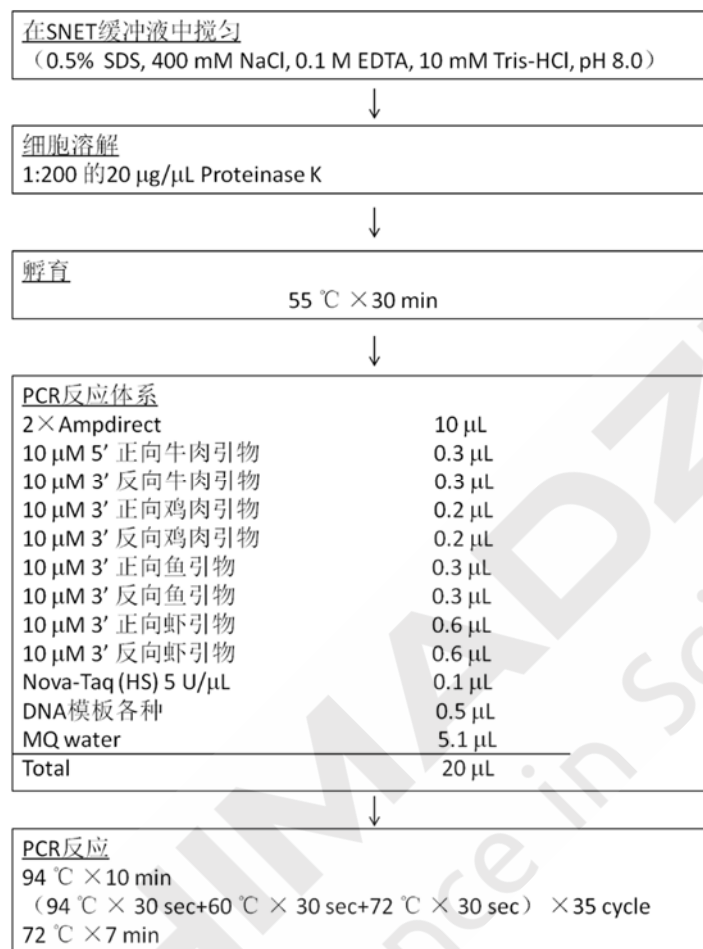 在SNET缓冲液中搅匀
（0.5% SDS, 400 mM NaCl, 0.1 M EDTA, 10 mM Tris-HCl, pH 8.0）
↓
细胞溶解
1:200 的20 μg/μL Proteinase K
↓
孵育
55 ℃ ×30 min
↓
PCR反应体系
2×Ampdirect 10 μL
10 μM 5’ 正向牛肉引物 0.3 μL
10 μM 3’ 反向牛肉引物 0.3 μL
10 μM 3’ 正向鸡肉引物 0.2 μL
10 μM 3’ 反向鸡肉引物 0.2 μL
10 μM 3’ 正向鱼引物 0.3 μL
10 μM 3’ 反向鱼引物 0.3 μL
10 μM 3’ 正向虾引物 0.6 μL
10 μM 3’ 反向虾引物 0.6 μL
Nova-Taq (HS) 5 U/μL 0.1 μL
DNA模板各种 0.5 μL
MQ water 5.1 μL
Total 20 μL
↓
PCR反应
94 ℃ ×10 min
（94 ℃ × 30 sec+60 ℃ × 30 sec+72 ℃ × 30 sec） ×35 cycle
72 ℃ ×7 min